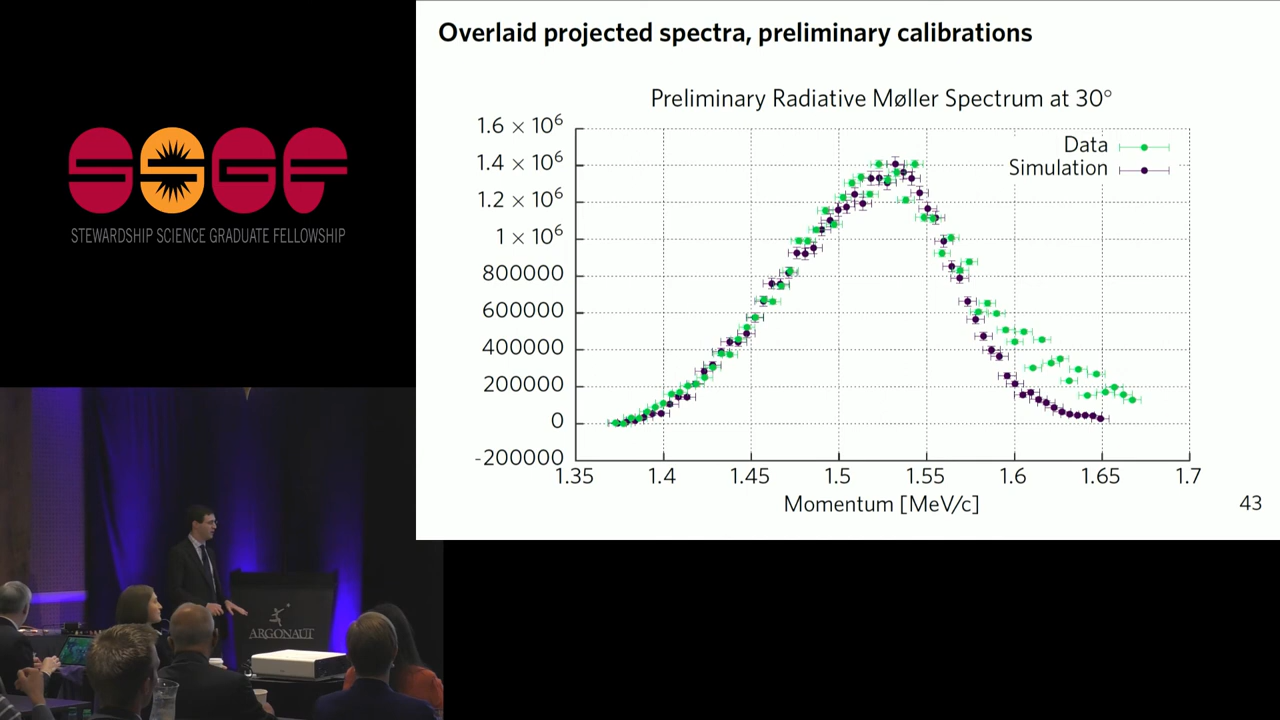 SSGF
STEWARDSHIP SCIENCE GRADUATE FELLOWSHIP
Overlaid projected spectra, preliminary calibrations
Preliminary Radiative Møller Spectrum at 30°
Data
Simulation
1.6 × 10⁶
1.4 × 10⁶
1.2 × 10⁶
1 × 10⁶
800000
600000
400000
200000
0
-200000
1.35 1.4 1.45 1.5 1.55 1.6 1.65 1.7
Momentum [MeV/c]
43
ARGONAUT